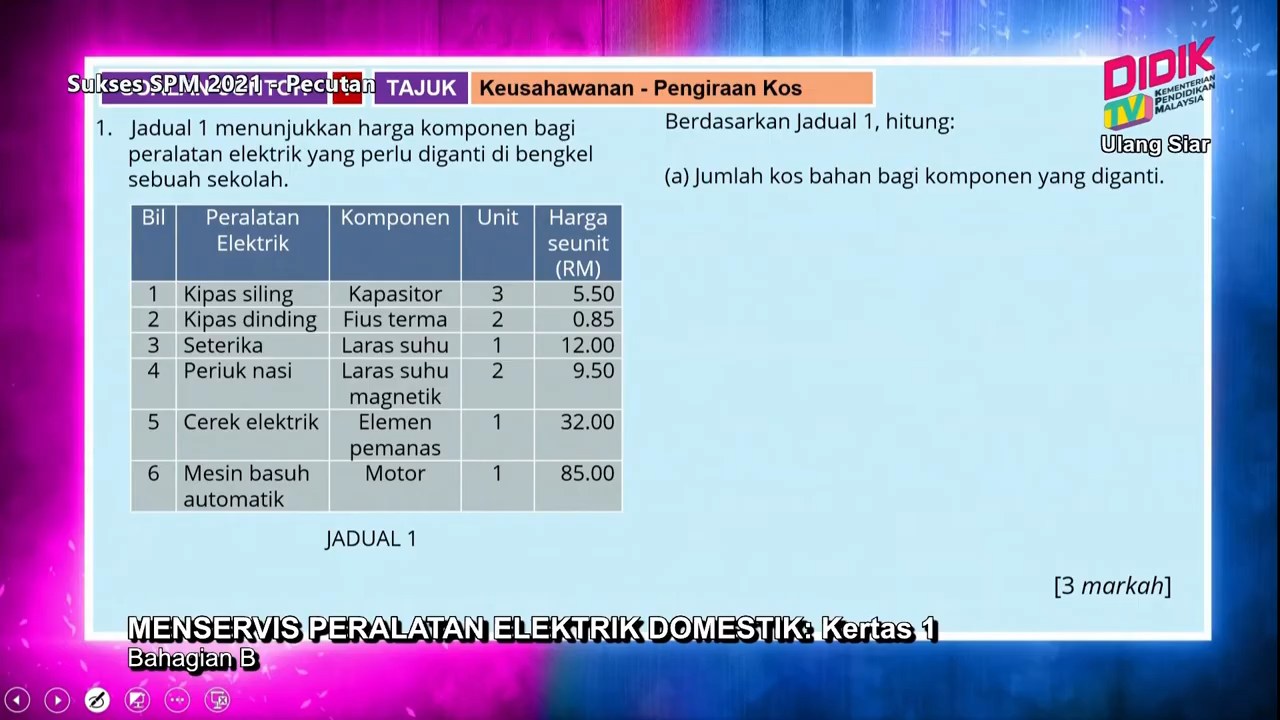 Sukses SPM 2021 - Pecutan
TAJUK
Keusahawanan - Pengiraan Kos
DIDIK
TV
KEMENTERIAN
PENDIDIKAN
MALAYSIA
Ulang Siar
1. Jadual 1 menunjukkan harga komponen bagi
peralatan elektrik yang perlu diganti di bengkel
sebuah sekolah.
Bil Peralatan Elektrik Komponen Unit Harga seunit (RM)
1 Kipas siling Kapasitor 3 5.50
2 Kipas dinding Fius terma 2 0.85
3 Seterika Laras suhu 1 12.00
4 Periuk nasi Laras suhu magnetik 2 9.50
5 Cerek elektrik Elemen pemanas 1 32.00
6 Mesin basuh automatik Motor 1 85.00
JADUAL 1
Berdasarkan Jadual 1, hitung:
(a) Jumlah kos bahan bagi komponen yang diganti.
[3 markah]
MENSERVIS PERALATAN ELEKTRIK DOMESTIK: Kertas 1
Bahagian B